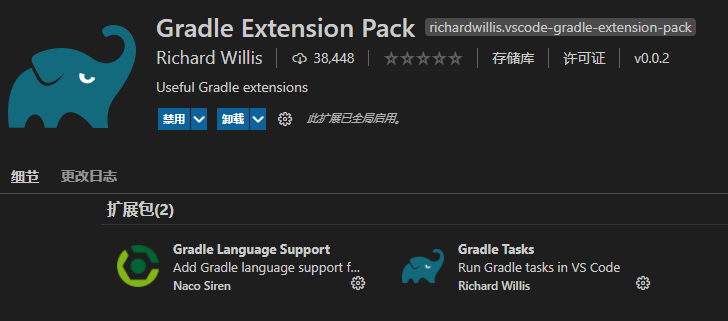 Gradle Extension Pack richardwillis.vscode-gradle-extension-pack
Richard Willis 38,448 存储库 许可证 v0.0.2
Useful Gradle extensions
禁用 卸载 此扩展已全局启用。
细节 更改日志
扩展包(2)
Gradle Language Support
Add Gradle language support f...
Naco Siren
Gradle Tasks
Run Gradle tasks in VS Code
Richard Willis